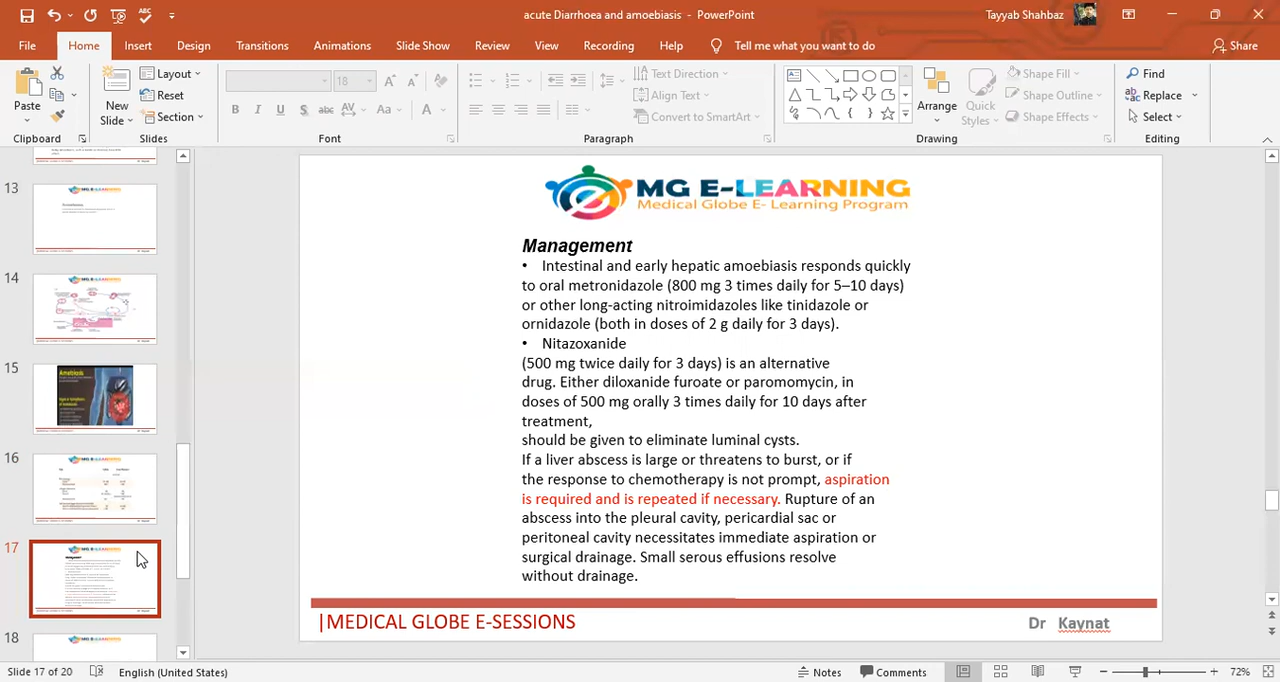 acute Diarrhoea and amoebiasis - PowerPoint
Tayyab Shahbaz
File Home Insert Design Transitions Animations Slide Show Review View Recording Help Tell me what you want to do Share
Paste
New Slide
Layout
Reset
Section
18
B I U S abc AV Aa A
Text Direction
Align Text
Convert to SmartArt
Arrange
Quick Styles
Shape Fill
Shape Outline
Shape Effects
Find
Replace
Select
Clipboard Slides Font Paragraph Drawing Editing
13
14
15
Amebiasis
16
17
18
MG E-LEARNING
Medical Globe E- Learning Program
Management
• Intestinal and early hepatic amoebiasis responds quickly
to oral metronidazole (800 mg 3 times daily for 5–10 days)
or other long-acting nitroimidazoles like tinidazole or
ornidazole (both in doses of 2 g daily for 3 days).
• Nitazoxanide
(500 mg twice daily for 3 days) is an alternative
drug. Either diloxanide furoate or paromomycin, in
doses of 500 mg orally 3 times daily for 10 days after
treatment,
should be given to eliminate luminal cysts.
If a liver abscess is large or threatens to burst, or if
the response to chemotherapy is not prompt, aspiration
is required and is repeated if necessary. Rupture of an
abscess into the pleural cavity, pericardial sac or
peritoneal cavity necessitates immediate aspiration or
surgical drainage. Small serous effusions resolve
without drainage.
|MEDICAL GLOBE E-SESSIONS
Dr Kaynat
Slide 17 of 20 English (United States) Notes Comments 72%